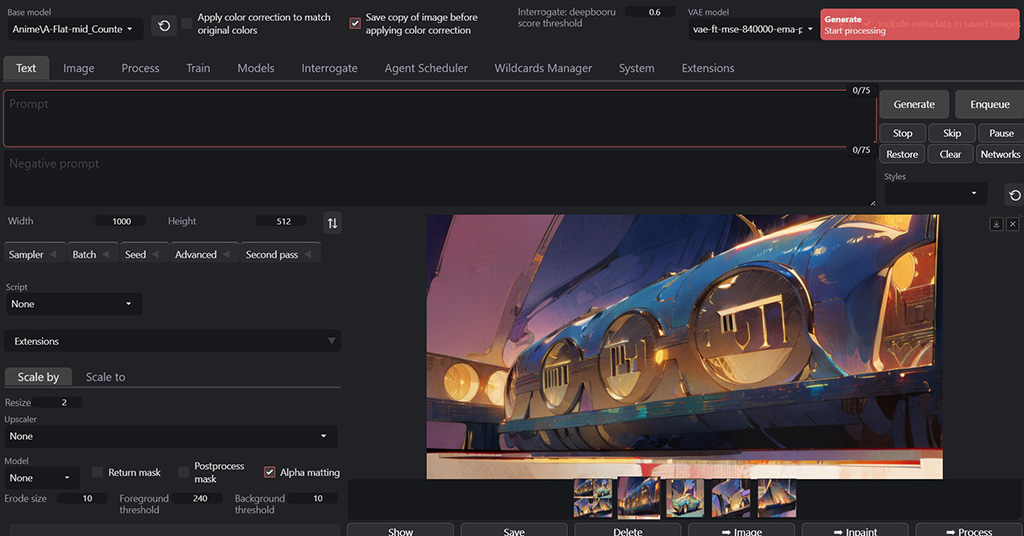 Base model
Anime\A-Flat-mid_Counte
Apply color correction to match
original colors
Save copy of image before
applying color correction
Interrogate: deepbooru
score threshold
0.6
VAE model
vae-ft-mse-840000-ema-p
Generate
Start processing
Include metadata in saved images
Text
Image
Process
Train
Models
Interrogate
Agent Scheduler
Wildcards Manager
System
Extensions
Prompt
0/75
Generate
Enqueue
Stop
Skip
Pause
Negative prompt
0/75
Restore
Clear
Networks
Styles
Width
1000
Height
512
Sampler
Batch
Seed
Advanced
Second pass
Script
None
Extensions
Scale by
Scale to
Resize
2
Upscaler
None
Model
None
Return mask
Postprocess
mask
Alpha matting
Erode size
10
Foreground
threshold
240
Background
threshold
10
Show
Save
Delete
➡ Image
➡ Inpaint
➡ Process